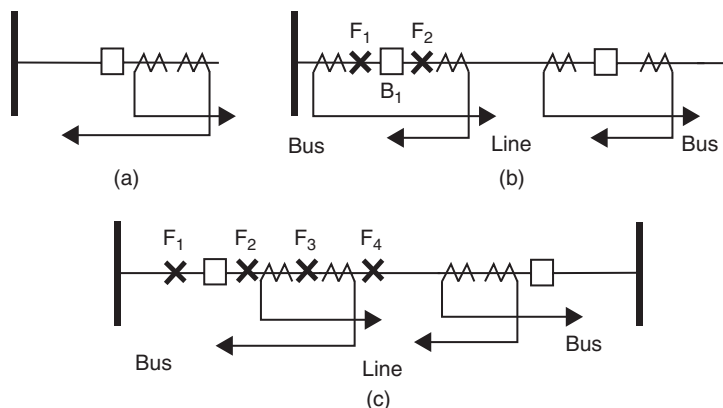 F1 F2
B1
Bus Line Bus
(a) (b)
F1 F2 F3 F4
Bus Line Bus
(c)